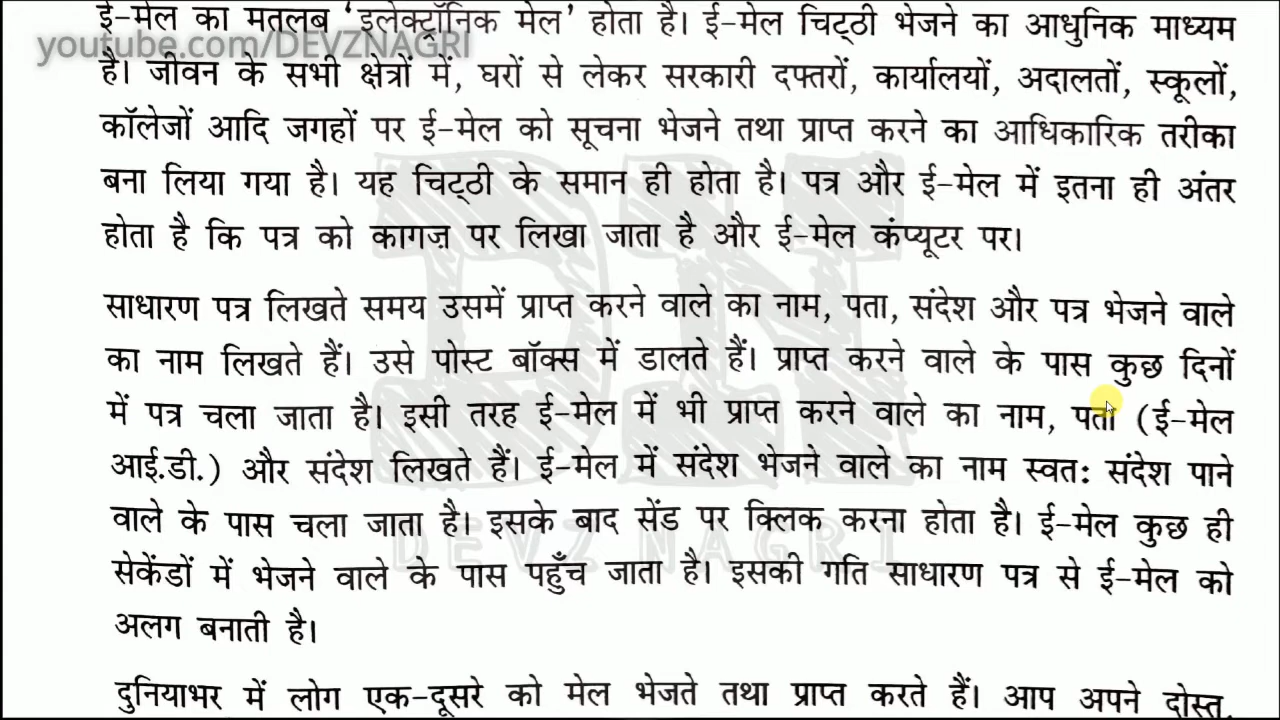 ई-मेल का मतलब ‘इलेक्ट्रॉनिक मेल’ होता है। ई-मेल चिट्ठी भेजने का आधुनिक माध्यम
youtube.com/DEVZNAGRI
है। जीवन के सभी क्षेत्रों में, घरों से लेकर सरकारी दफ्तरों, कार्यालयों, अदालतों, स्कूलों,
कॉलेजों आदि जगहों पर ई-मेल को सूचना भेजने तथा प्राप्त करने का आधिकारिक तरीका
बना लिया गया है। यह चिट्ठी के समान ही होता है। पत्र और ई-मेल में इतना ही अंतर
होता है कि पत्र को कागज़ पर लिखा जाता है और ई-मेल कंप्यूटर पर।
साधारण पत्र लिखते समय उसमें प्राप्त करने वाले का नाम, पता, संदेश और पत्र भेजने वाले
का नाम लिखते हैं। उसे पोस्ट बॉक्स में डालते हैं। प्राप्त करने वाले के पास कुछ दिनों
में पत्र चला जाता है। इसी तरह ई-मेल में भी प्राप्त करने वाले का नाम, पता (ई-मेल
आई.डी.) और संदेश लिखते हैं। ई-मेल में संदेश भेजने वाले का नाम स्वतः संदेश पाने
वाले के पास चला जाता है। इसके बाद सेंड पर क्लिक करना होता है। ई-मेल कुछ ही
सेकेंडों में भेजने वाले के पास पहुँच जाता है। इसकी गति साधारण पत्र से ई-मेल को
अलग बनाती है।
दुनियाभर में लोग एक-दूसरे को मेल भेजते तथा प्राप्त करते हैं। आप अपने दोस्त,
DN
DEVZNAGRI